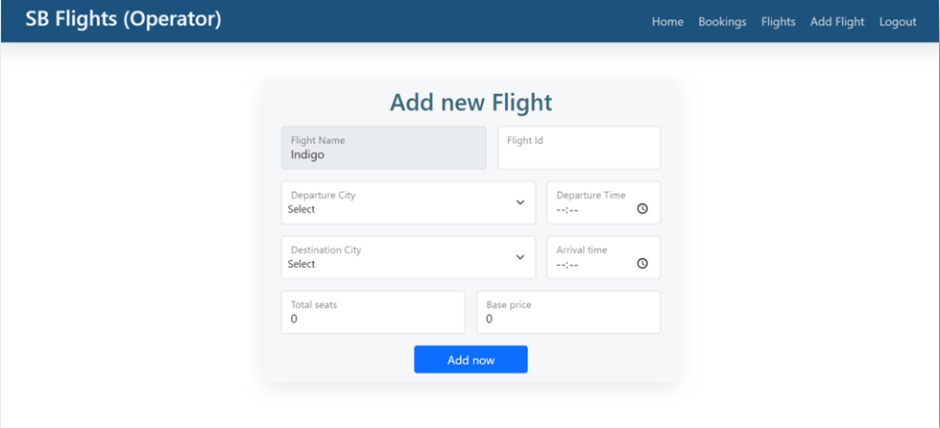 SB Flights (Operator)
Home Bookings Flights Add Flight Logout
Add new Flight
Flight Name
Indigo
Flight Id
Departure City
Select
Departure Time
--:--
Destination City
Select
Arrival time
--:--
Total seats
0
Base price
0
Add now